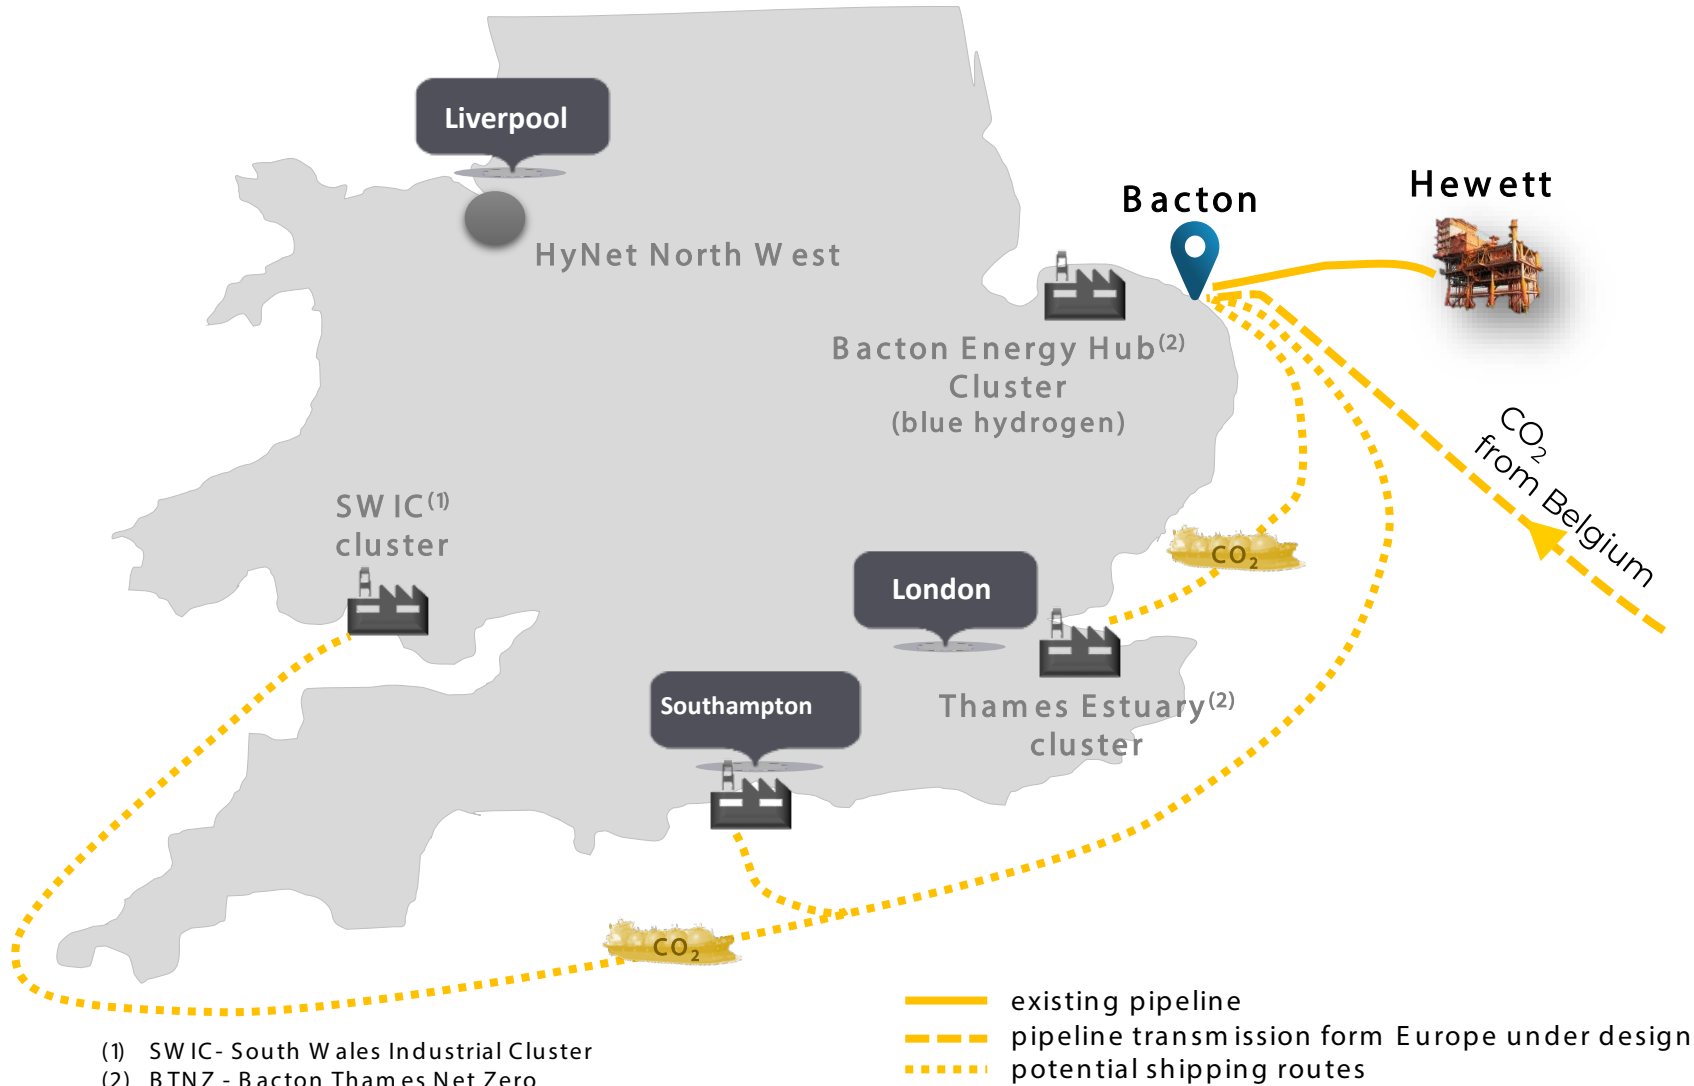 Liverpool
HyNet North West
Bacton
Hewett
Bacton Energy Hub(2)
Cluster
(blue hydrogen)
CO2
from Belgium
SWIC(1)
cluster
CO2
London
Southampton
Thames Estuary(2)
cluster
CO2
existing pipeline
pipeline transmission form Europe under design
potential shipping routes
(1) SWIC- South Wales Industrial Cluster
(2) BTNZ - Bacton Thames Net Zero